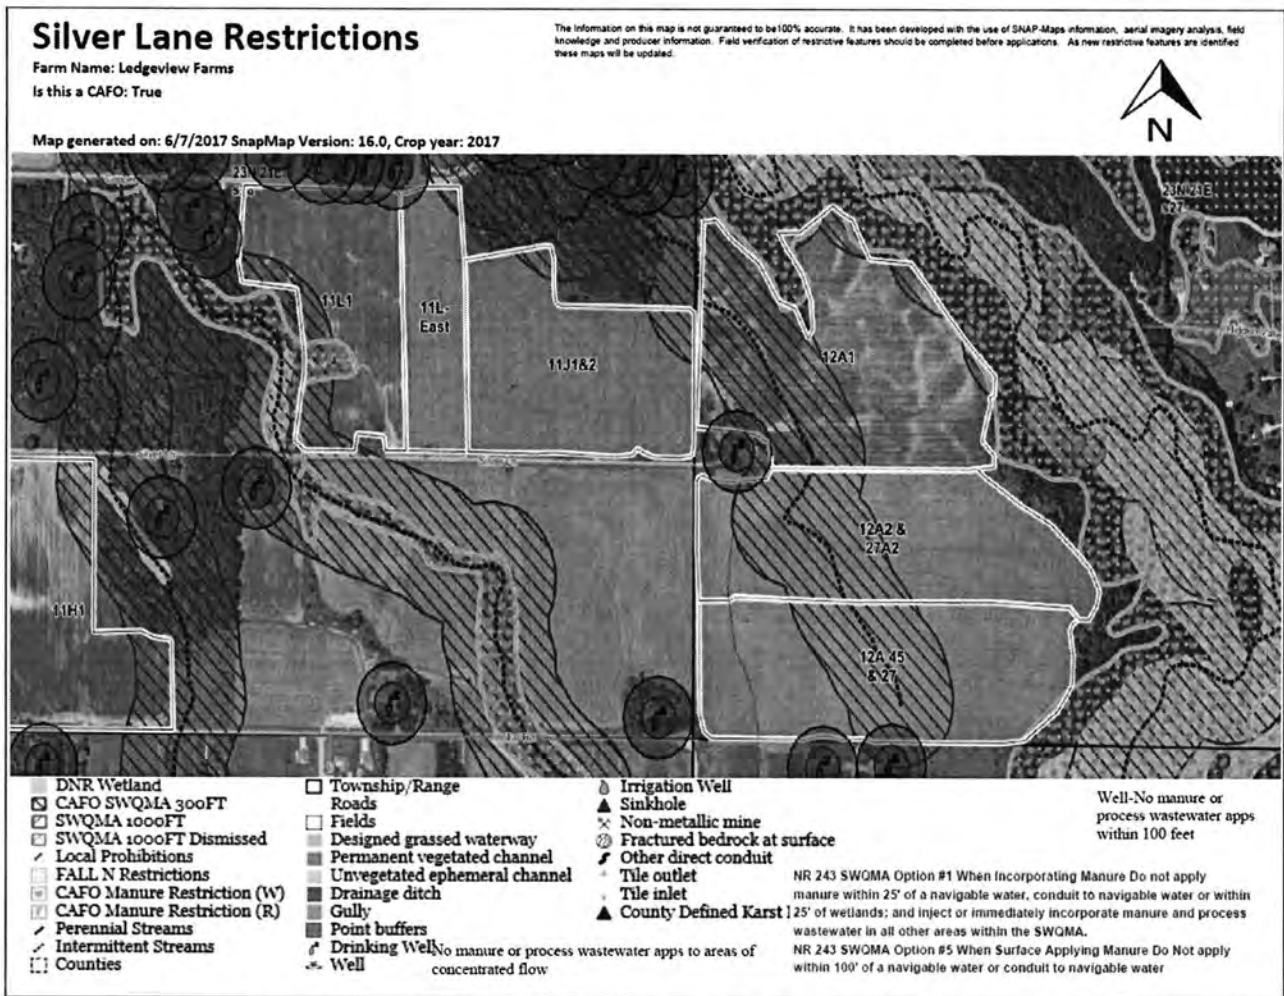 Silver Lane Restrictions
Farm Name: Ledgeview Farms
Is this a CAFO: True
Map generated on: 6/7/2017 SnapMap Version: 16.0, Crop year: 2017
The Information on this map is not guaranteed to be100% accurate. It has been developed with the use of SNAP-Maps information, aerial imagery analysis, field
knowledge and producer information. Field verification of restrictive features should be completed before applications. As new restrictive features are identified
these maps will be updated.
N
23N 21E
23N 21E
S27
11L1
11L-
East
11J1&2
12A1
12A2 &
27A2
11H1
12A 45
& 27
DNR Wetland
CAFO SWQMA 300FT
SWQMA 1000FT
SWQMA 1000FT Dismissed
Local Prohibitions
FALL N Restrictions
CAFO Manure Restriction (W)
CAFO Manure Restriction (R)
Perennial Streams
Intermittent Streams
Counties
Township/Range
Roads
Fields
Designed grassed waterway
Permanent vegetated channel
Unvegetated ephemeral channel
Drainage ditch
Gully
Point buffers
Drinking Well
Well
Irrigation Well
Sinkhole
Non-metallic mine
Fractured bedrock at surface
Other direct conduit
Tile outlet
Tile inlet
County Defined Karst
No manure or process wastewater apps to areas of
concentrated flow
Well-No manure or
process wastewater apps
within 100 feet
NR 243 SWQMA Option #1 When Incorporating Manure Do not apply
manure within 25' of a navigable water, conduit to navigable water or within
25' of wetlands; and inject or immediately incorporate manure and process
wastewater in all other areas within the SWQMA.
NR 243 SWQMA Option #5 When Surface Applying Manure Do Not apply
within 100' of a navigable water or conduit to navigable water